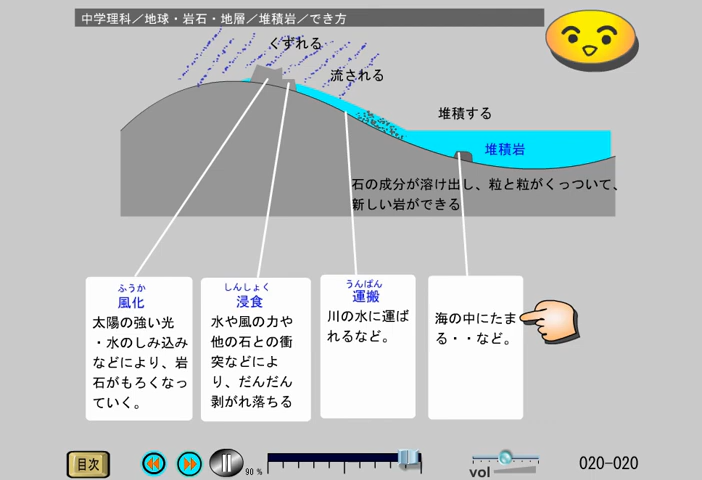 中学理科／地球・岩石・地層／堆積岩／でき方
くずれる
流される
堆積する
堆積岩
石の成分が溶け出し、粒と粒がくっついて、
新しい岩ができる
ふうか
風化
太陽の強い光
・水のしみ込み
などにより、岩
石がもろくなっ
ていく。
しんしょく
浸食
水や風の力や
他の石との衝
突などによ
り、だんだん
剥がれ落ちる
うんぱん
運搬
川の水に運ば
れるなど。
海の中にたま
る・・など。
目次
90 %
vol
020-020